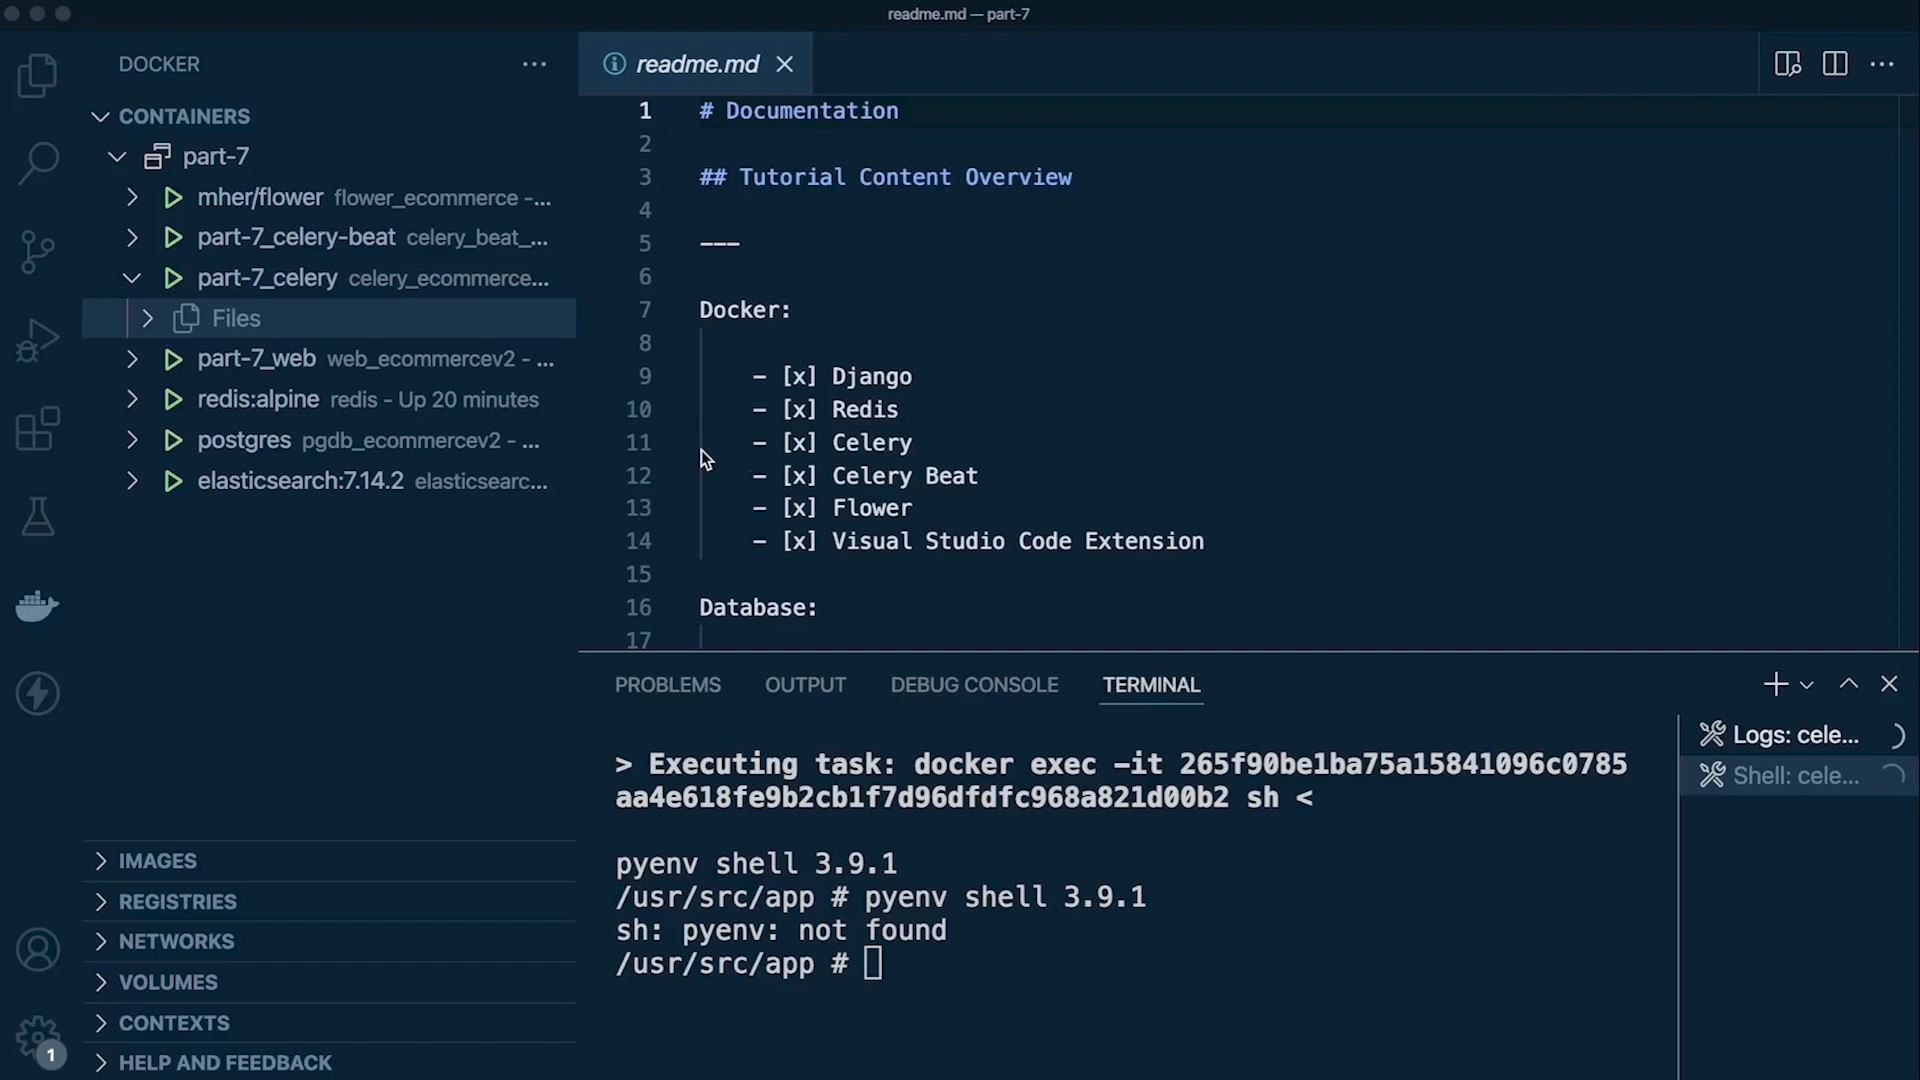 readme.md — part-7
DOCKER
CONTAINERS
part-7
mher/flower flower_ecommerce -...
part-7_celery-beat celery_beat_...
part-7_celery celery_ecommerce...
Files
part-7_web web_ecommercev2 - ...
redis:alpine redis - Up 20 minutes
postgres pgdb_ecommercev2 - ...
elasticsearch:7.14.2 elasticsearc...
IMAGES
REGISTRIES
NETWORKS
VOLUMES
CONTEXTS
HELP AND FEEDBACK
1
readme.md
1 # Documentation
2
3 ## Tutorial Content Overview
4
5 ---
6
7 Docker:
8
9 - [x] Django
10 - [x] Redis
11 - [x] Celery
12 - [x] Celery Beat
13 - [x] Flower
14 - [x] Visual Studio Code Extension
15
16 Database:
17
PROBLEMS OUTPUT DEBUG CONSOLE TERMINAL
> Executing task: docker exec -it 265f90be1ba75a15841096c0785
aa4e618fe9b2cb1f7d96dfdfc968a821d00b2 sh <
pyenv shell 3.9.1
/usr/src/app # pyenv shell 3.9.1
sh: pyenv: not found
/usr/src/app #
Logs: cele...
Shell: cele...